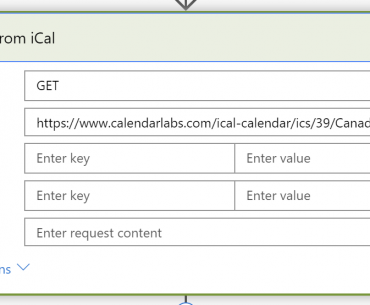 rom iCal
GET
https://www.calendarlabs.com/ical-calendar/ics/39/Canad
Enter key Enter value
Enter key Enter value
Enter request content
ns